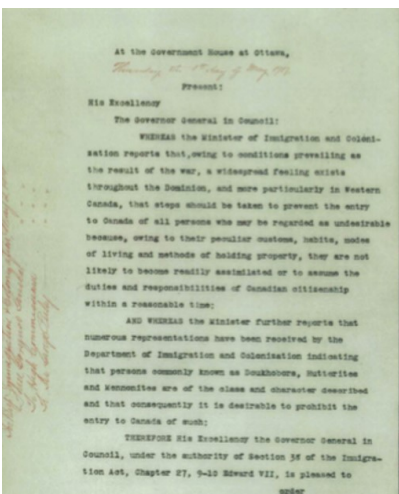 At the Government House at Ottawa,
Thursday the 1st day of May 1919
Present:
His Excellency
The Governor General in Council:
WHEREAS the Minister of Immigration and Coloni-
sation reports that, owing to conditions prevailing as
the result of the war, a widespread feeling exists
throughout the Dominion, and more particularly in Western
Canada, that steps should be taken to prevent the entry
to Canada of all persons who may be regarded as undesirable
because, owing to their peculiar customs, habits, modes
of living and methods of holding property, they are not
likely to become readily assimilated or to assume the
duties and responsibilities of Canadian citizenship
within a reasonable time;
AND WHEREAS the Minister further reports that
numerous representations have been received by the
Department of Immigration and Colonisation indicating
that persons commonly known as Doukhobors, Hutterites
and Mennonites are of the class and character described
and that consequently it is desirable to prohibit the
entry to Canada of such;
THEREFORE His Excellency the Governor General in
Council, under the authority of Section 38 of the Immigra-
tion Act, Chapter 27, 9-10 Edward VII, is pleased to
order